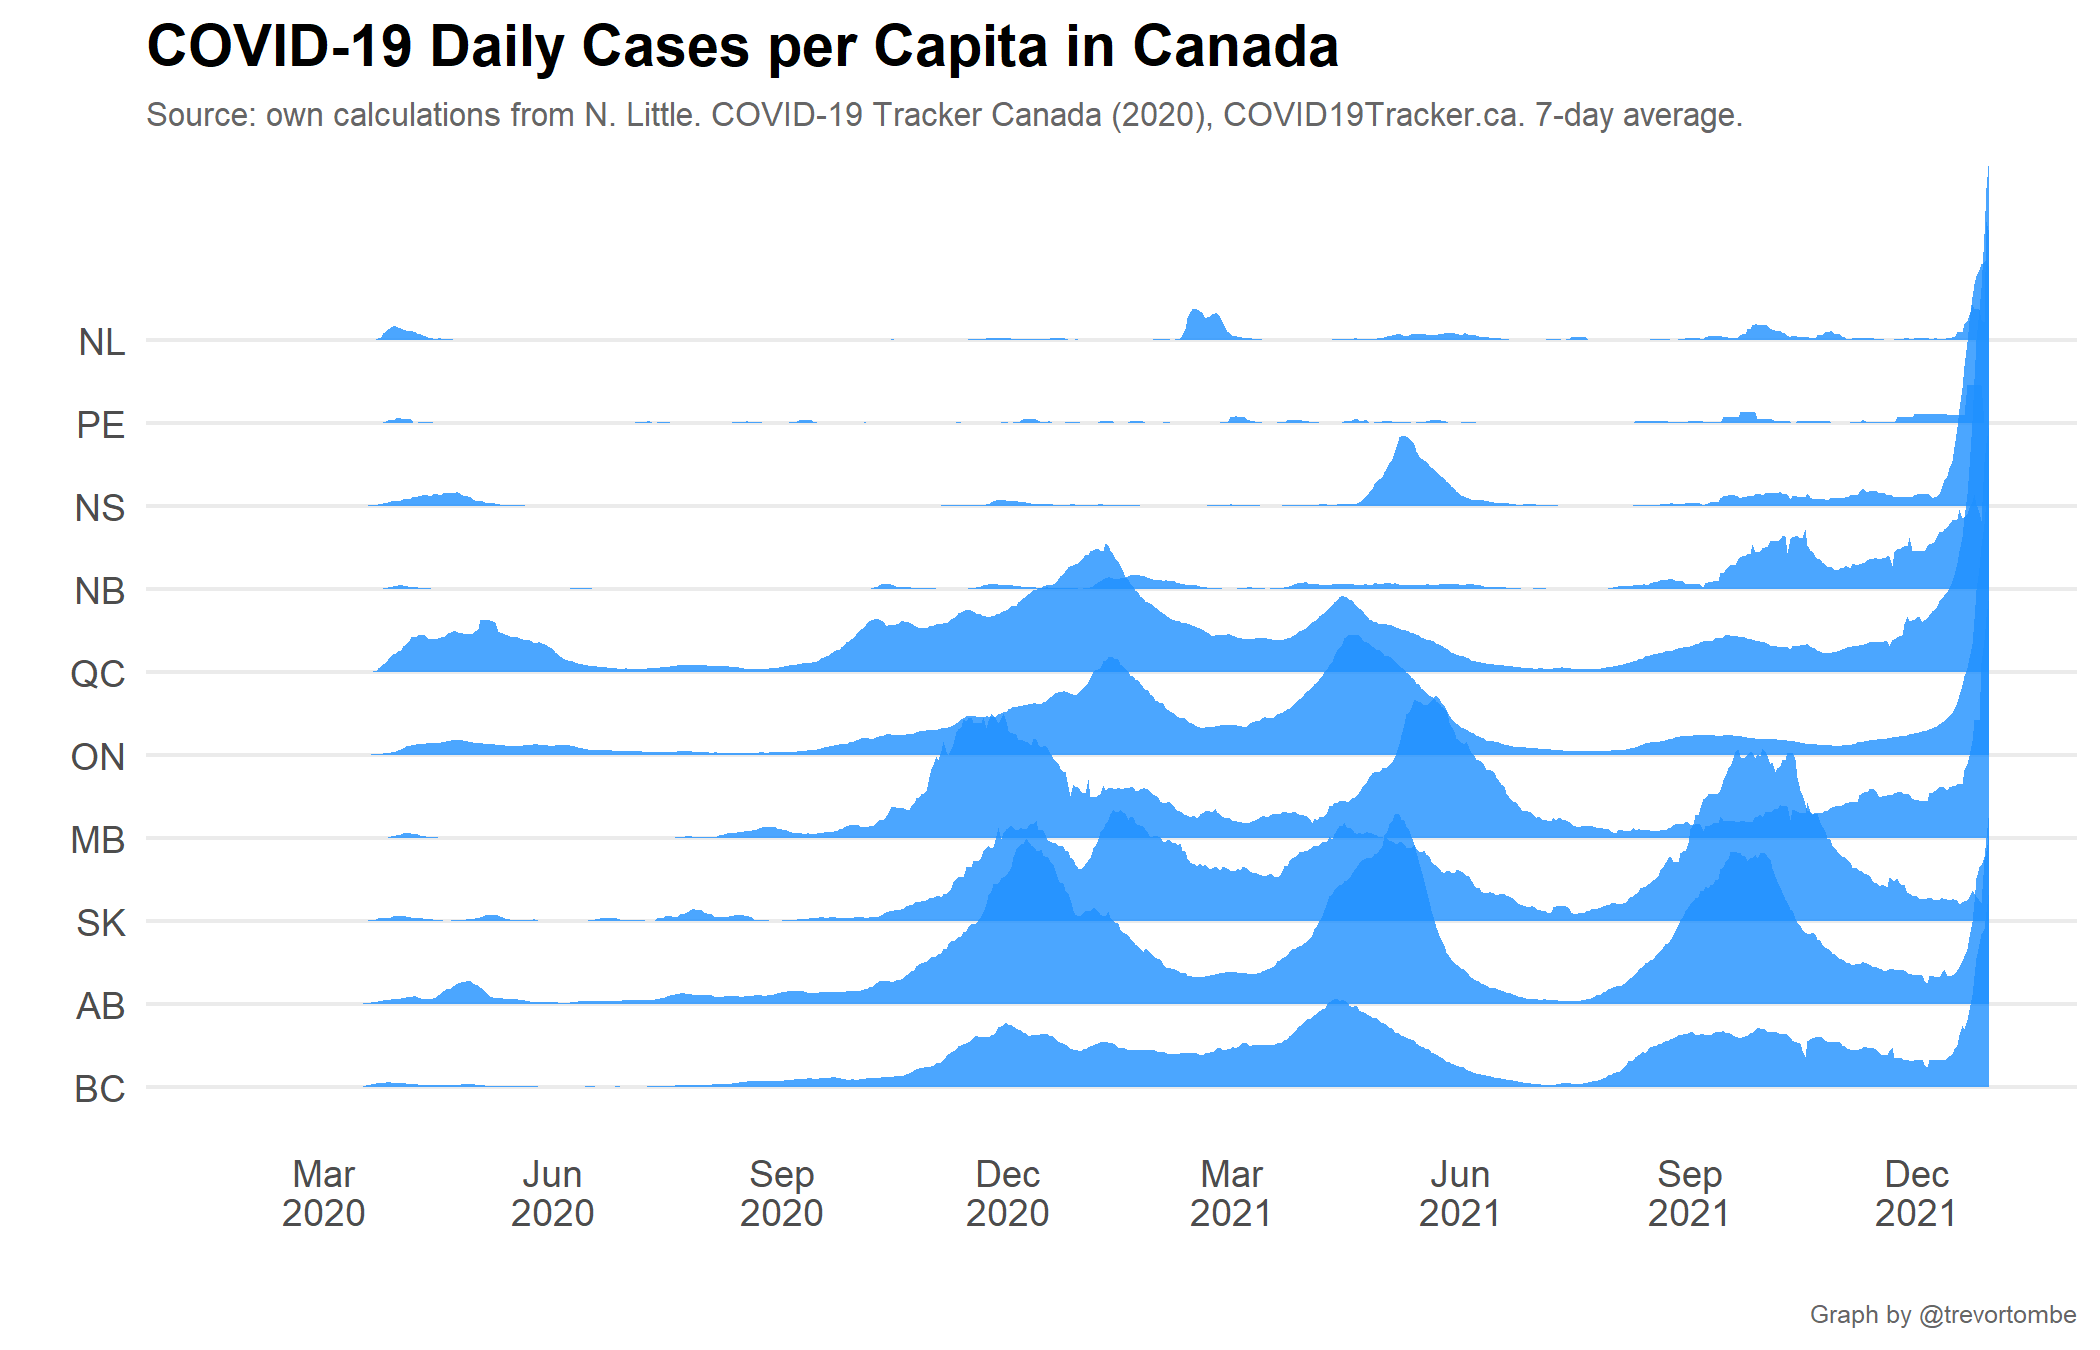 COVID-19 Daily Cases per Capita in Canada
Source: own calculations from N. Little. COVID-19 Tracker Canada (2020), COVID19Tracker.ca. 7-day average.
NL
PE
NS
NB
QC
ON
MB
SK
AB
BC
Mar Jun Sep Dec Mar Jun Sep Dec
2020 2020 2020 2020 2021 2021 2021 2021
Graph by @trevortombe